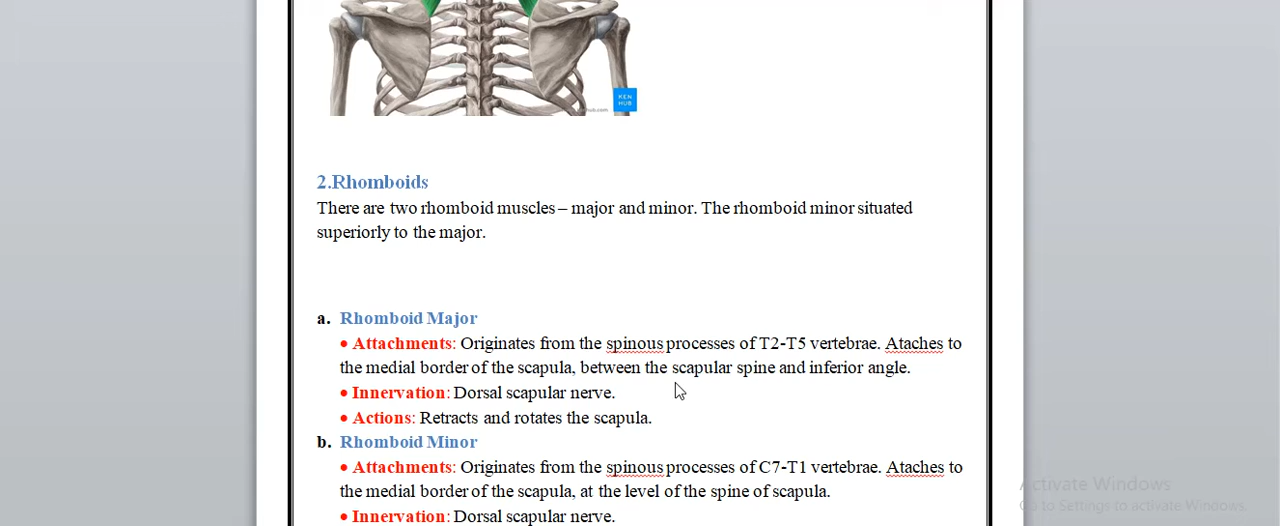 KEN
HUB
hub.com
2.Rhomboids
There are two rhomboid muscles – major and minor. The rhomboid minor situated
superiorly to the major.
a. Rhomboid Major
• Attachments: Originates from the spinous processes of T2-T5 vertebrae. Ataches to
the medial border of the scapula, between the scapular spine and inferior angle.
• Innervation: Dorsal scapular nerve.
• Actions: Retracts and rotates the scapula.
b. Rhomboid Minor
• Attachments: Originates from the spinous processes of C7-T1 vertebrae. Ataches to
the medial border of the scapula, at the level of the spine of scapula.
Activate Windows
Go to Settings to activate Windows.
• Innervation: Dorsal scapular nerve.